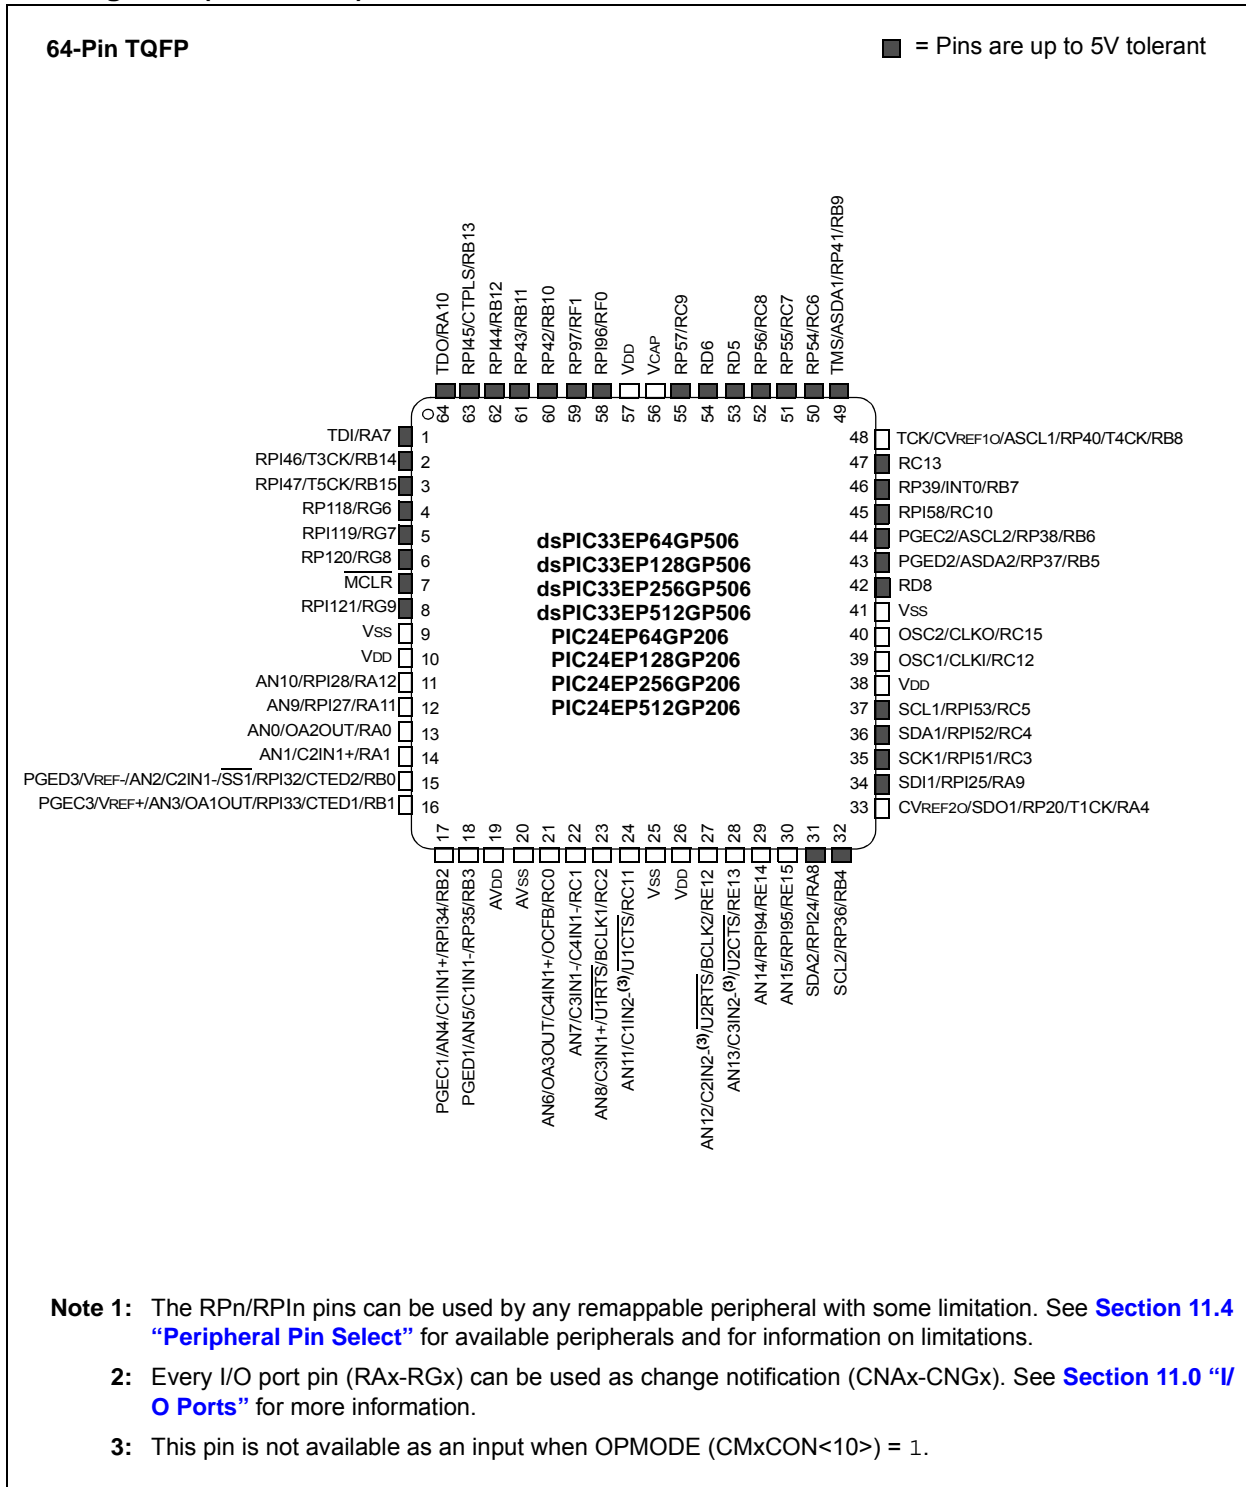 64-Pin TQFP
= Pins are up to 5V tolerant
TDO/RA10
RPI45/CTPLS/RB13
RPI44/RB12
RP43/RB11
RP42/RB10
RP97/RF1
RPI96/RF0
VDD
VCAP
RP57/RC9
RD6
RD5
RP56/RC8
RP55/RC7
RP54/RC6
TMS/ASDA1/RP41/RB9
64
63
62
61
60
59
58
57
56
55
54
53
52
51
50
49
TDI/RA7 1
RPI46/T3CK/RB14 2
RPI47/T5CK/RB15 3
RP118/RG6 4
RPI119/RG7 5
RP120/RG8 6
MCLR 7
RPI121/RG9 8
VSS 9
VDD 10
AN10/RPI28/RA12 11
AN9/RPI27/RA11 12
AN0/OA2OUT/RA0 13
AN1/C2IN1+/RA1 14
PGED3/VREF-/AN2/C2IN1-/SS1/RPI32/CTED2/RB0 15
PGEC3/VREF+/AN3/OA1OUT/RPI33/CTED1/RB1 16
dsPIC33EP64GP506
dsPIC33EP128GP506
dsPIC33EP256GP506
dsPIC33EP512GP506
PIC24EP64GP206
PIC24EP128GP206
PIC24EP256GP206
PIC24EP512GP206
48 TCK/CVREF1O/ASCL1/RP40/T4CK/RB8
47 RC13
46 RP39/INT0/RB7
45 RPI58/RC10
44 PGEC2/ASCL2/RP38/RB6
43 PGED2/ASDA2/RP37/RB5
42 RD8
41 VSS
40 OSC2/CLKO/RC15
39 OSC1/CLKI/RC12
38 VDD
37 SCL1/RPI53/RC5
36 SDA1/RPI52/RC4
35 SCK1/RPI51/RC3
34 SDI1/RPI25/RA9
33 CVREF2O/SDO1/RP20/T1CK/RA4
17
18
19
20
21
22
23
24
25
26
27
28
29
30
31
32
PGEC1/AN4/C1IN1+/RPI34/RB2
PGED1/AN5/C1IN1-/RP35/RB3
AVDD
AVSS
AN6/OA3OUT/C4IN1+/OCFB/RC0
AN7/C3IN1-/C4IN1-/RC1
AN8/C3IN1+/U1RTS/BCLK1/RC2
AN11/C1IN2-(3)/U1CTS/RC11
VSS
VDD
AN12/C2IN2-(3)/U2RTS/BCLK2/RE12
AN13/C3IN2-(3)/U2CTS/RE13
AN14/RPI94/RE14
AN15/RPI95/RE15
SDA2/RPI24/RA8
SCL2/RP36/RB4
Note 1: The RPn/RPIn pins can be used by any remappable peripheral with some limitation. See Section 11.4
“Peripheral Pin Select” for available peripherals and for information on limitations.
2: Every I/O port pin (RAx-RGx) can be used as change notification (CNAx-CNGx). See Section 11.0 “I/
O Ports” for more information.
3: This pin is not available as an input when OPMODE (CMxCON<10>) = 1.